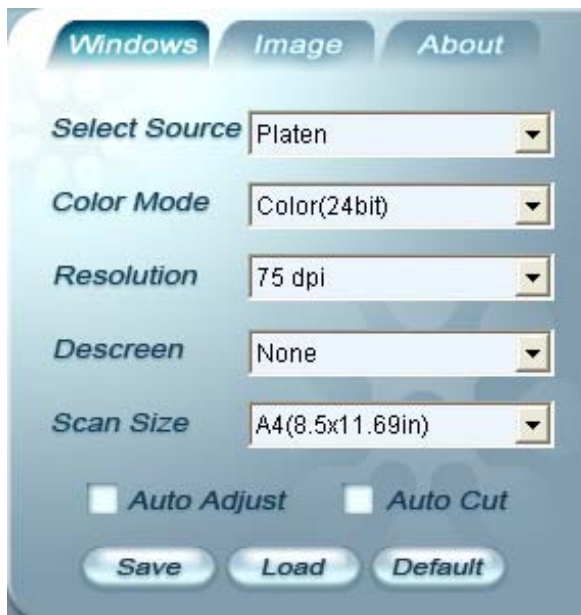 Windows Image About
Select Source Platen
Color Mode Color(24bit)
Resolution 75 dpi
Descreen None
Scan Size A4(8.5x11.69in)
Auto Adjust Auto Cut
Save Load Default